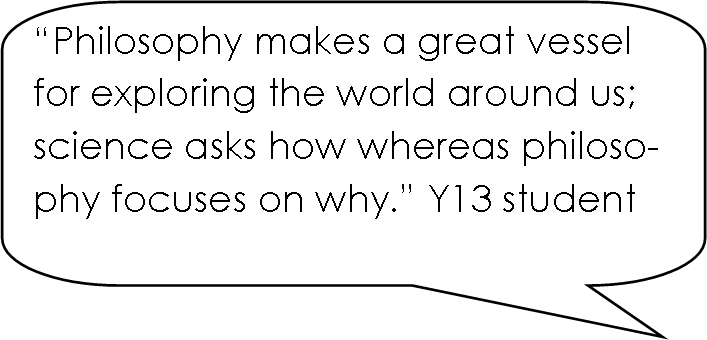 “Philosophy makes a great vessel
for exploring the world around us;
science asks how whereas philoso-
phy focuses on why.” Y13 student